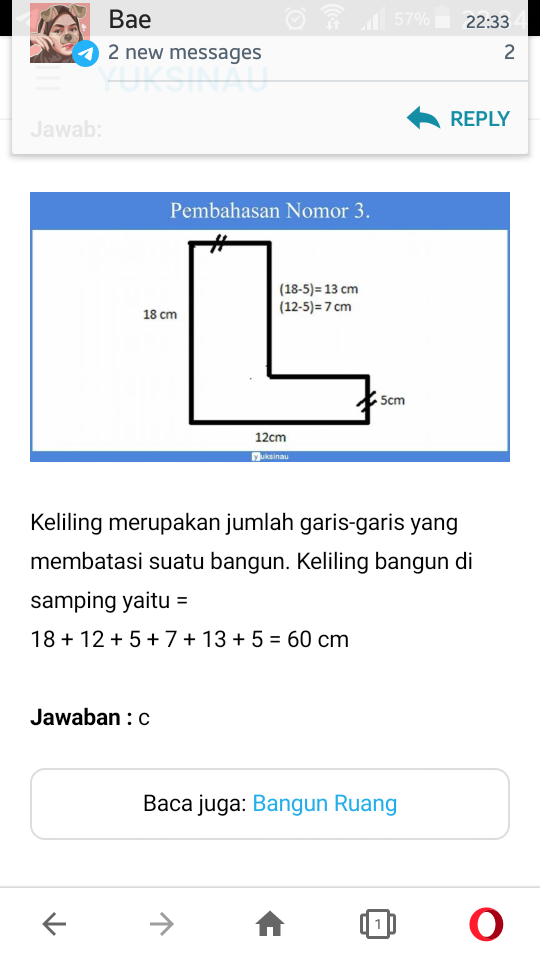 Bae
57%
22:33
2 new messages
2
YUKSINAU
Jawab:
REPLY
Pembahasan Nomor 3.
18 cm
(18-5)= 13 cm
(12-5)= 7 cm
5cm
12cm
yuksinau
Keliling merupakan jumlah garis-garis yang
membatasi suatu bangun. Keliling bangun di
samping yaitu =
18 + 12 + 5 + 7 + 13 + 5 = 60 cm
Jawaban : c
Baca juga: Bangun Ruang
1